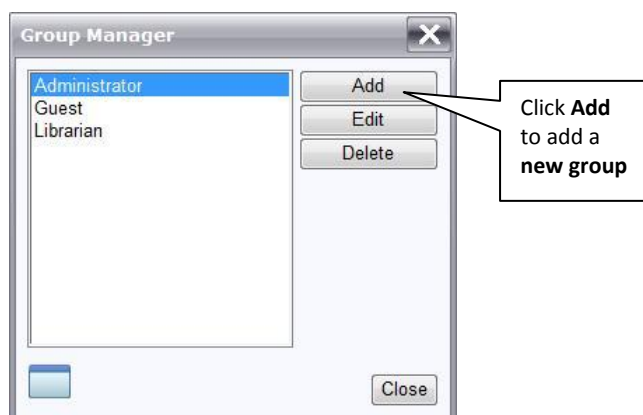 Group Manager
Administrator
Guest
Librarian
Add
Edit
Delete
Close
Click Add
to add a
new group